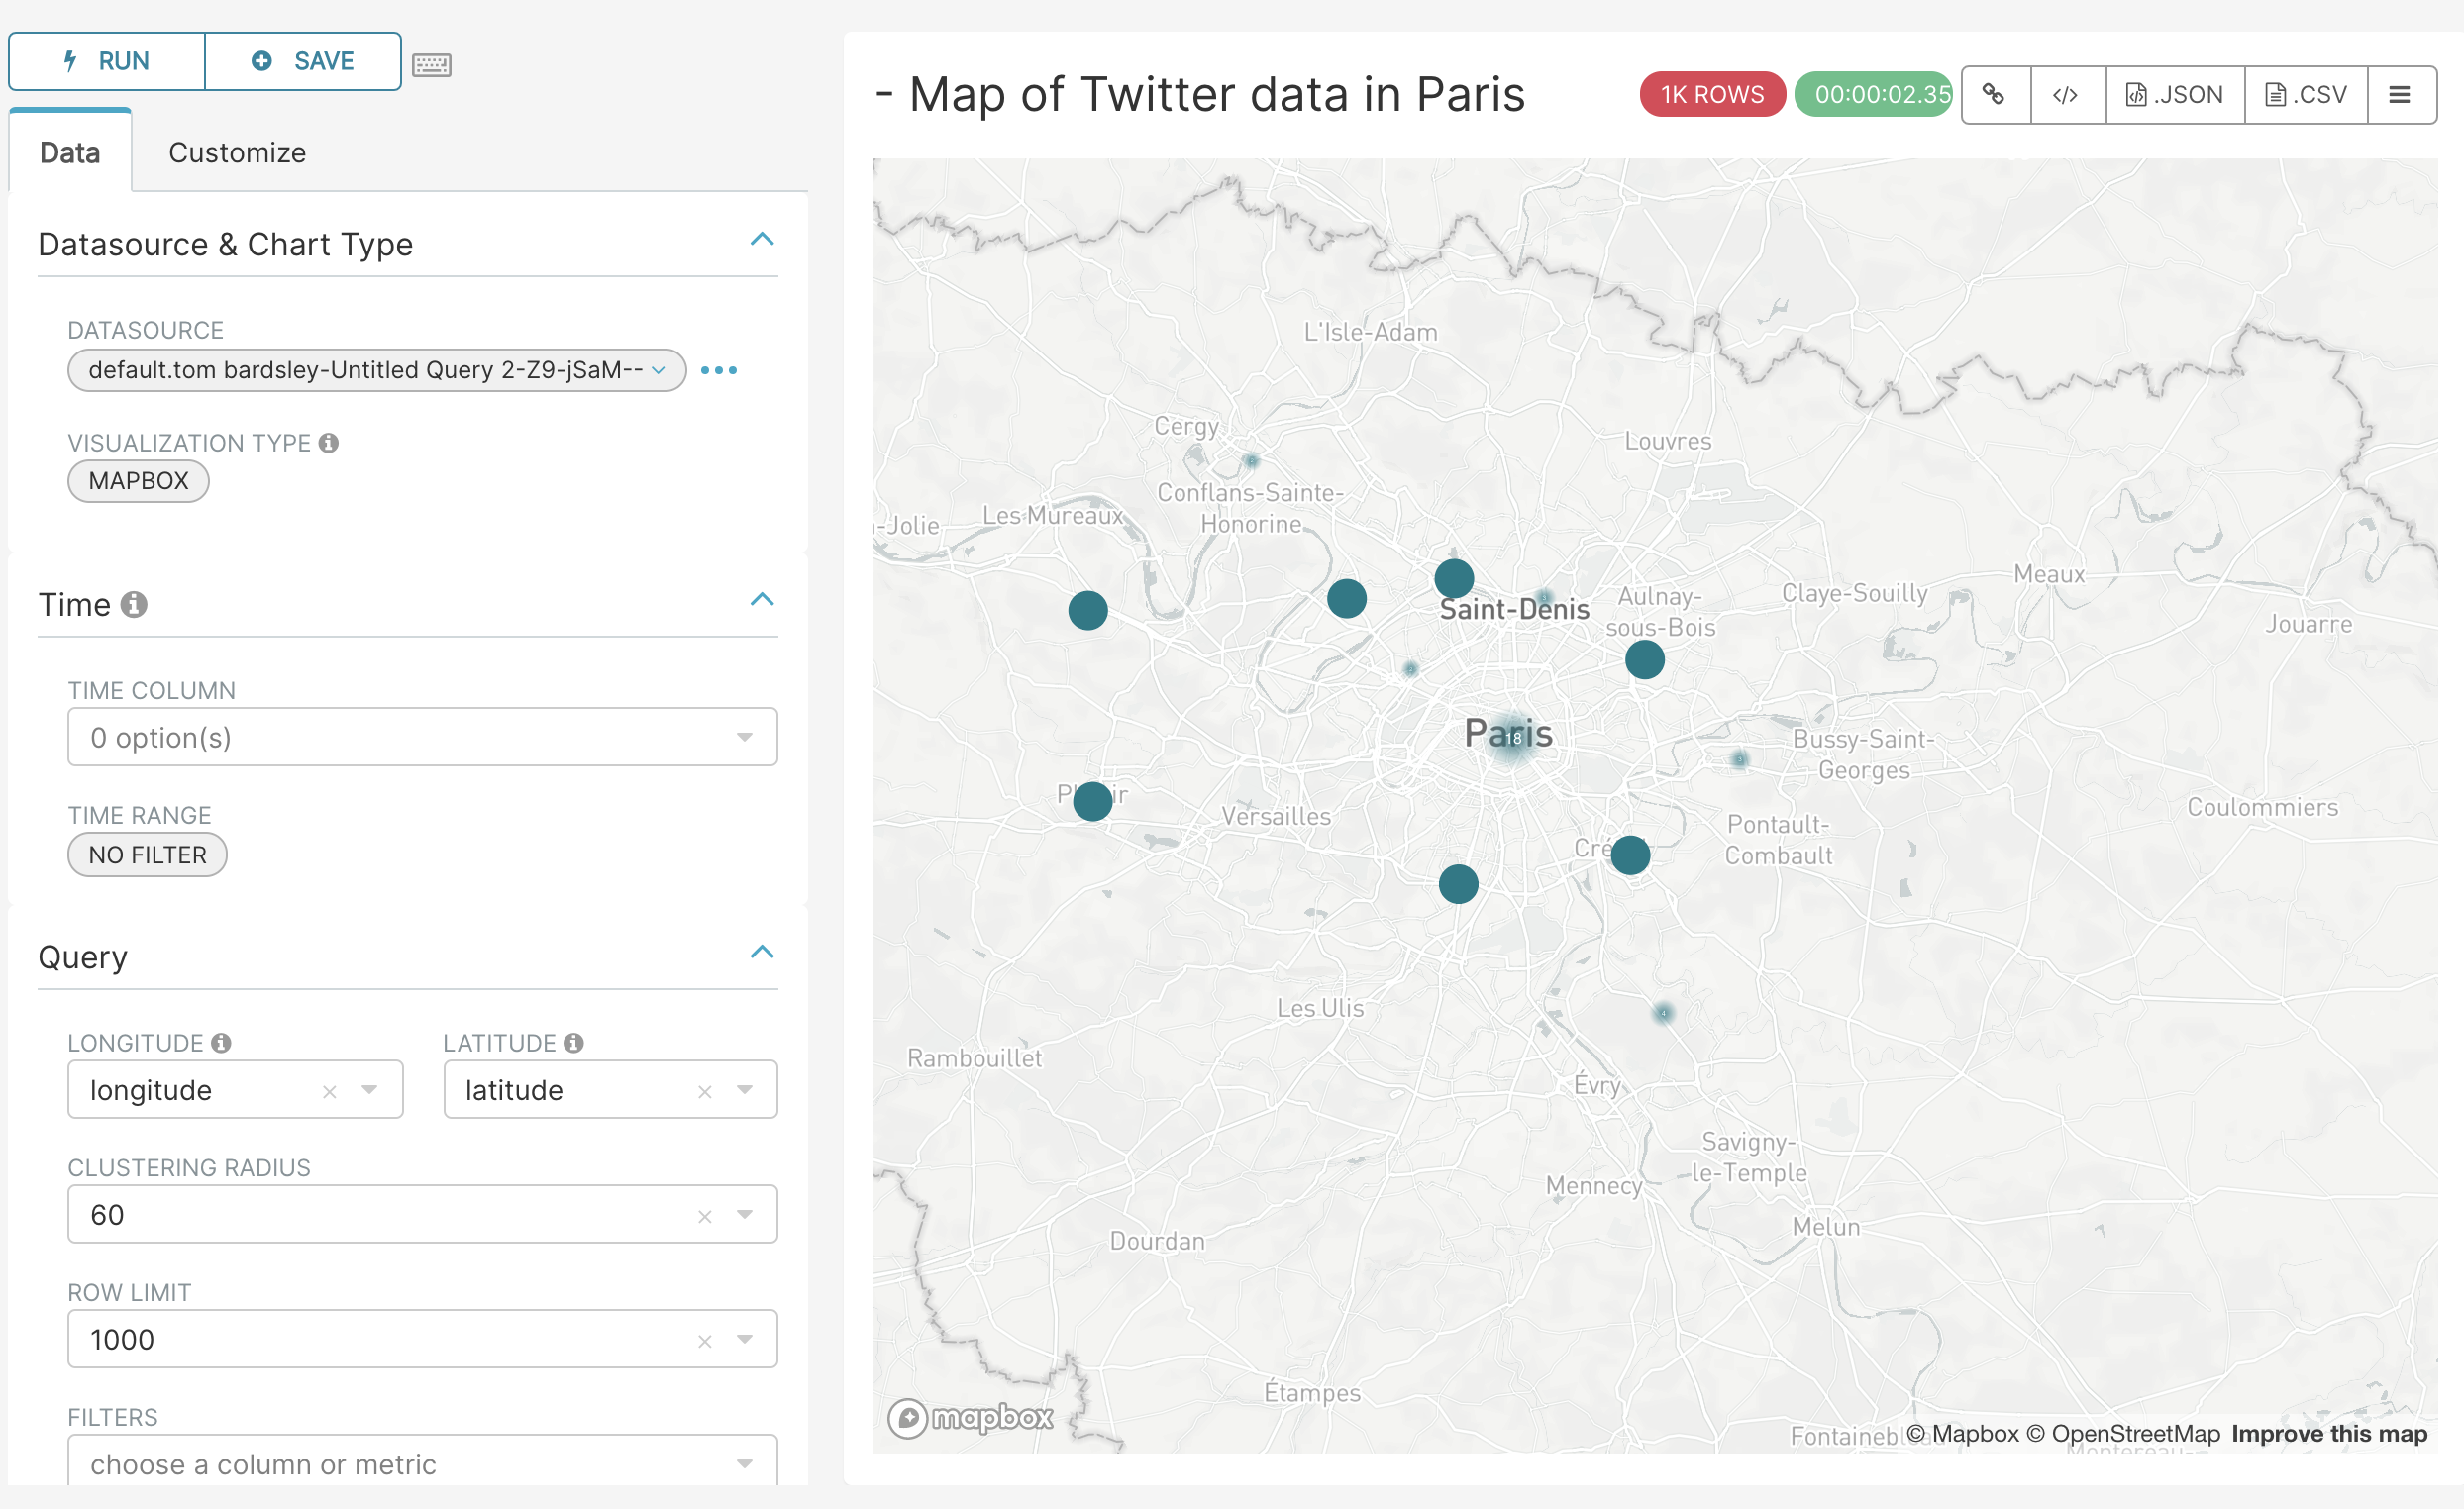 RUN
SAVE
Data
Customize
Datasource & Chart Type
DATASOURCE
default.tom bardsley-Untitled Query 2-Z9-jSaM--
VISUALIZATION TYPE
MAPBOX
Time
TIME COLUMN
0 option(s)
TIME RANGE
NO FILTER
Query
LONGITUDE
LATITUDE
longitude
latitude
CLUSTERING RADIUS
60
ROW LIMIT
1000
FILTERS
choose a column or metric
- Map of Twitter data in Paris
1K ROWS
00:00:02.35
</>
.JSON
.CSV
L'Isle-Adam
Cergy
Louvres
Conflans-Sainte-
Honorine
Les Mureaux
-Jolie
Saint-Denis
Aulnay-
sous-Bois
Claye-Souilly
Meaux
Jouarre
Paris
18
Bussy-Saint-
Georges
Versailles
Pontault-
Combault
Coulommiers
Les Ulis
4
Rambouillet
Évry
Savigny-
le-Temple
Mennecy
Melun
Dourdan
Étampes
mapbox
© Mapbox © OpenStreetMap Improve this map